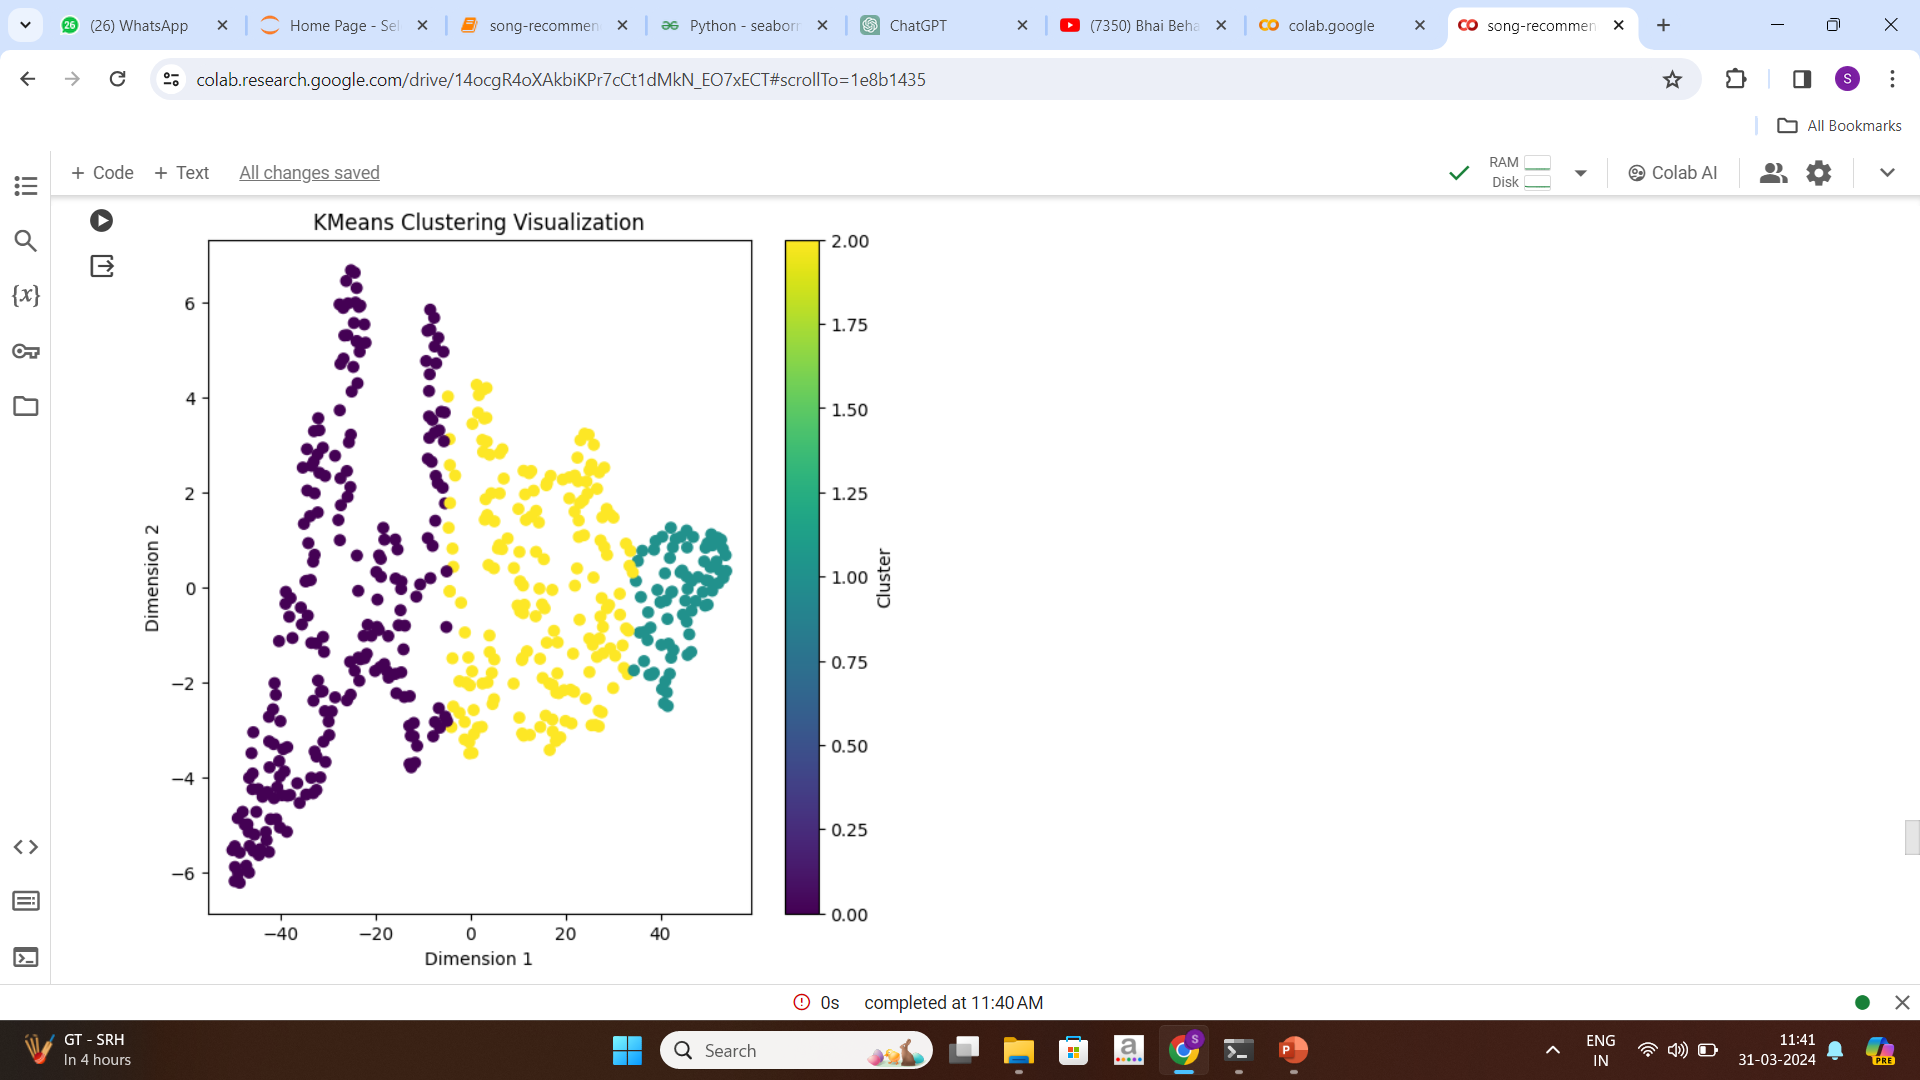 (26) WhatsApp
Home Page - Sel
song-recommen
Python - seaborn
ChatGPT
(7350) Bhai Beha
colab.google
song-recommen
colab.research.google.com/drive/14ocgR4oXAkbiKPr7cCt1dMkN_EO7xECT#scrollTo=1e8b1435
S
All Bookmarks
+ Code + Text All changes saved
RAM
Disk
Colab AI
{x}
KMeans Clustering Visualization
6
4
2
0
−2
−4
−6
Dimension 2
−40 −20 0 20 40
Dimension 1
2.00
1.75
1.50
1.25
1.00
0.75
0.50
0.25
0.00
Cluster
0s completed at 11:40 AM
GT - SRH
In 4 hours
Search
ENG
IN
11:41
31-03-2024
PRE